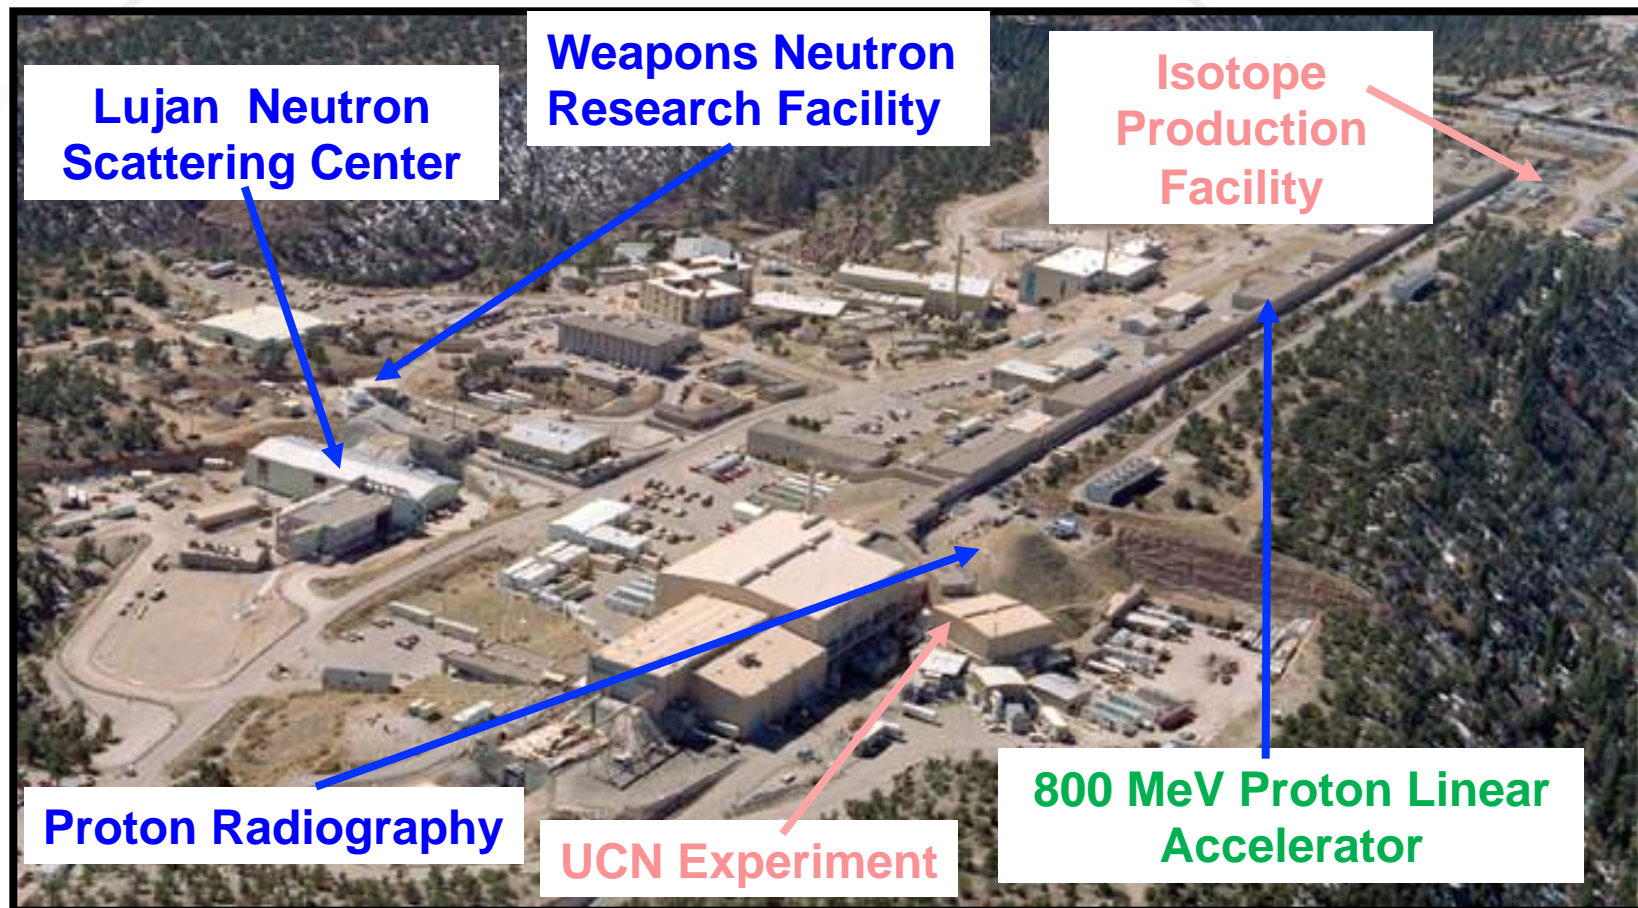 Weapons Neutron
Research Facility
Lujan Neutron
Scattering Center
Isotope
Production
Facility
Proton Radiography
UCN Experiment
800 MeV Proton Linear
Accelerator